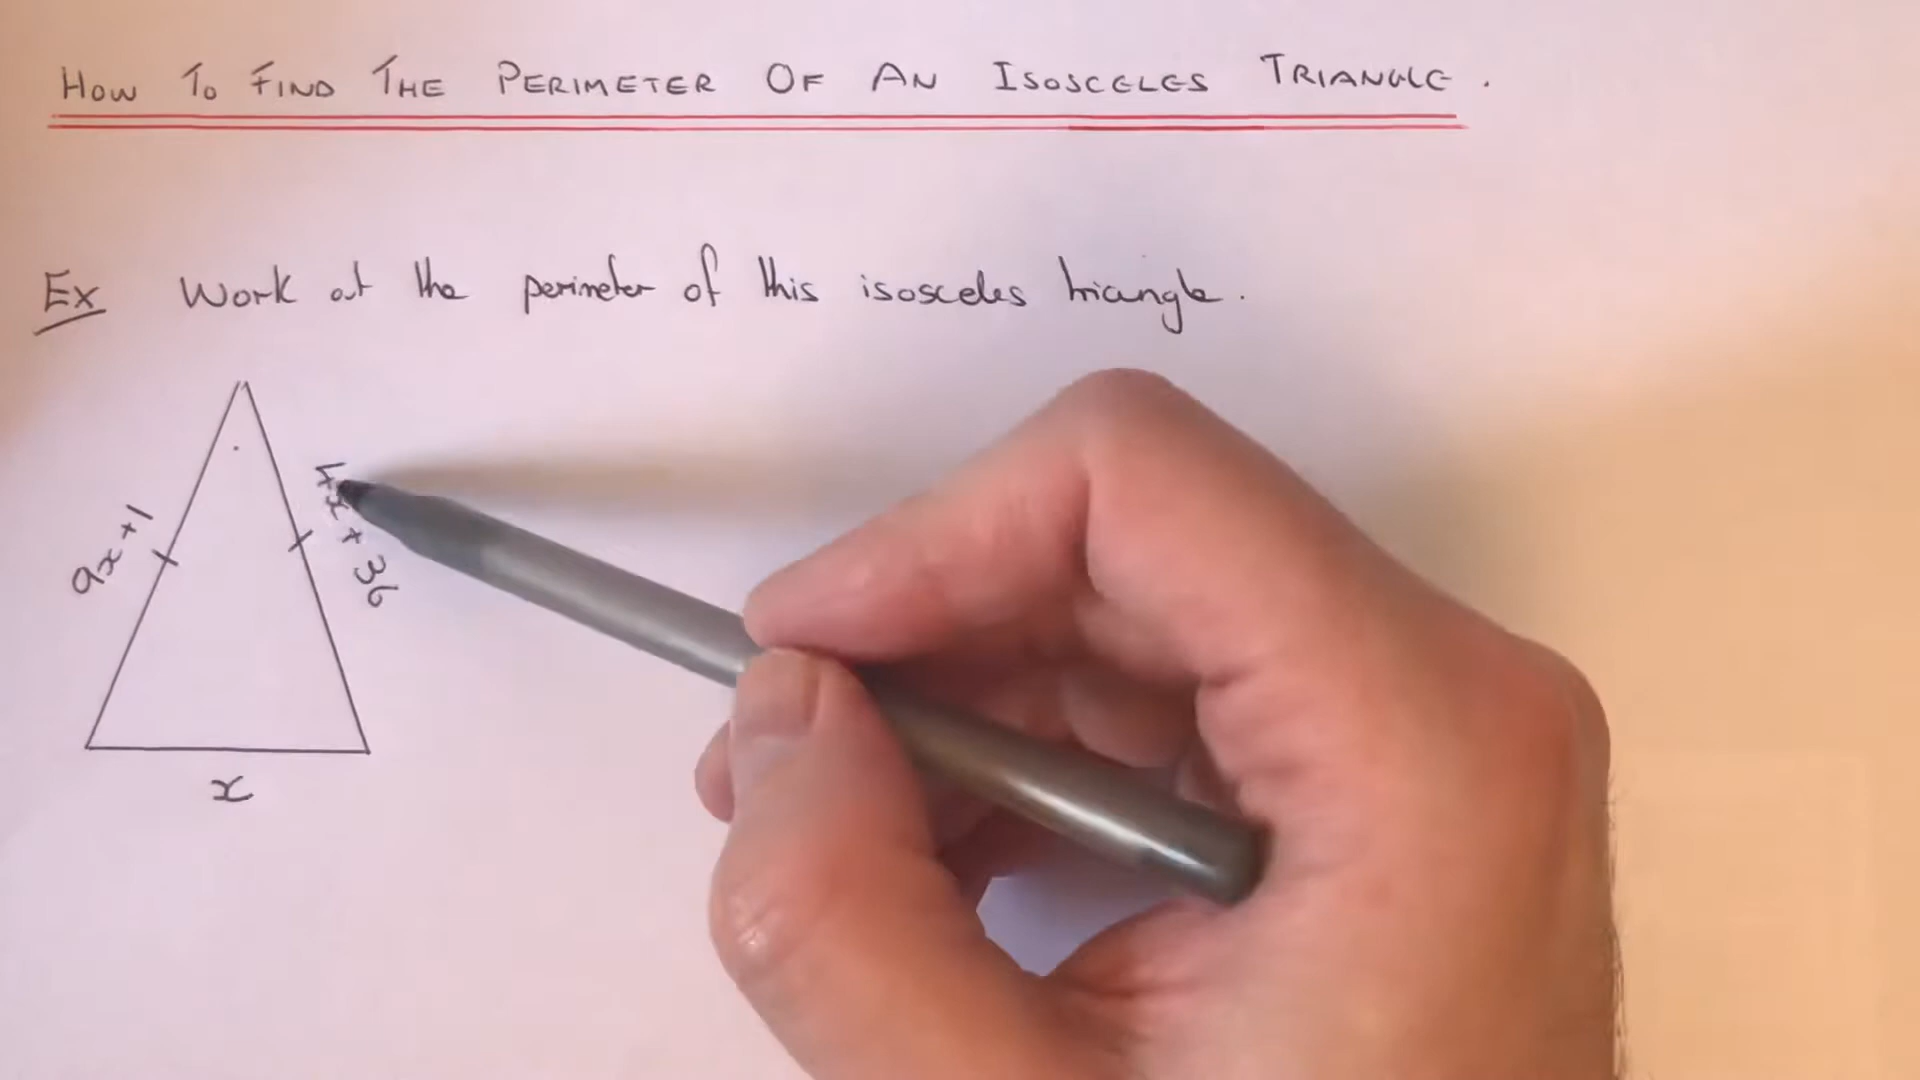 HOW TO FIND THE PERIMETER OF AN ISOSCELES TRIANGLE.
Ex Work out the perimeter of this isosceles triangle.
9x+1
4x+36
x